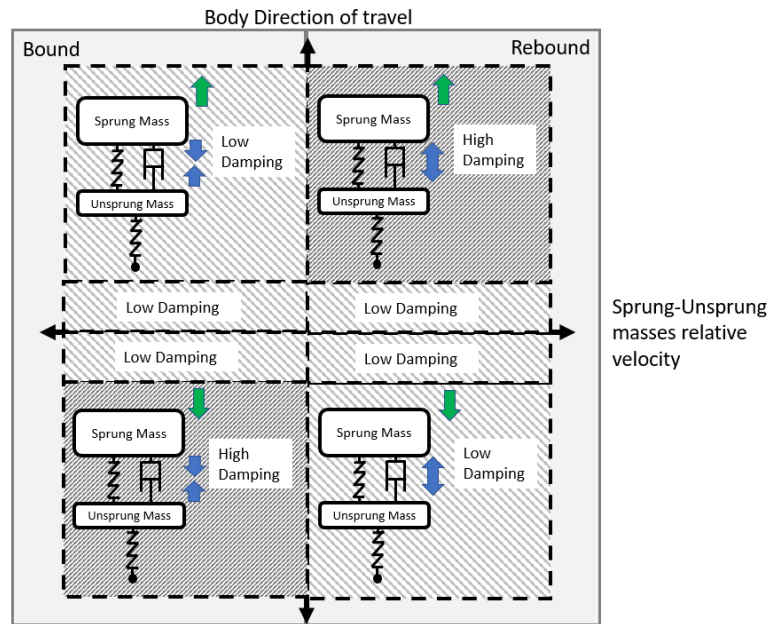 Body Direction of travel
Bound
Rebound
Sprung Mass
Low
Damping
Unsprung Mass
Sprung Mass
High
Damping
Unsprung Mass
Low Damping
Low Damping
Low Damping
Low Damping
Sprung-Unsprung
masses relative
velocity
Sprung Mass
High
Damping
Unsprung Mass
Sprung Mass
Low
Damping
Unsprung Mass